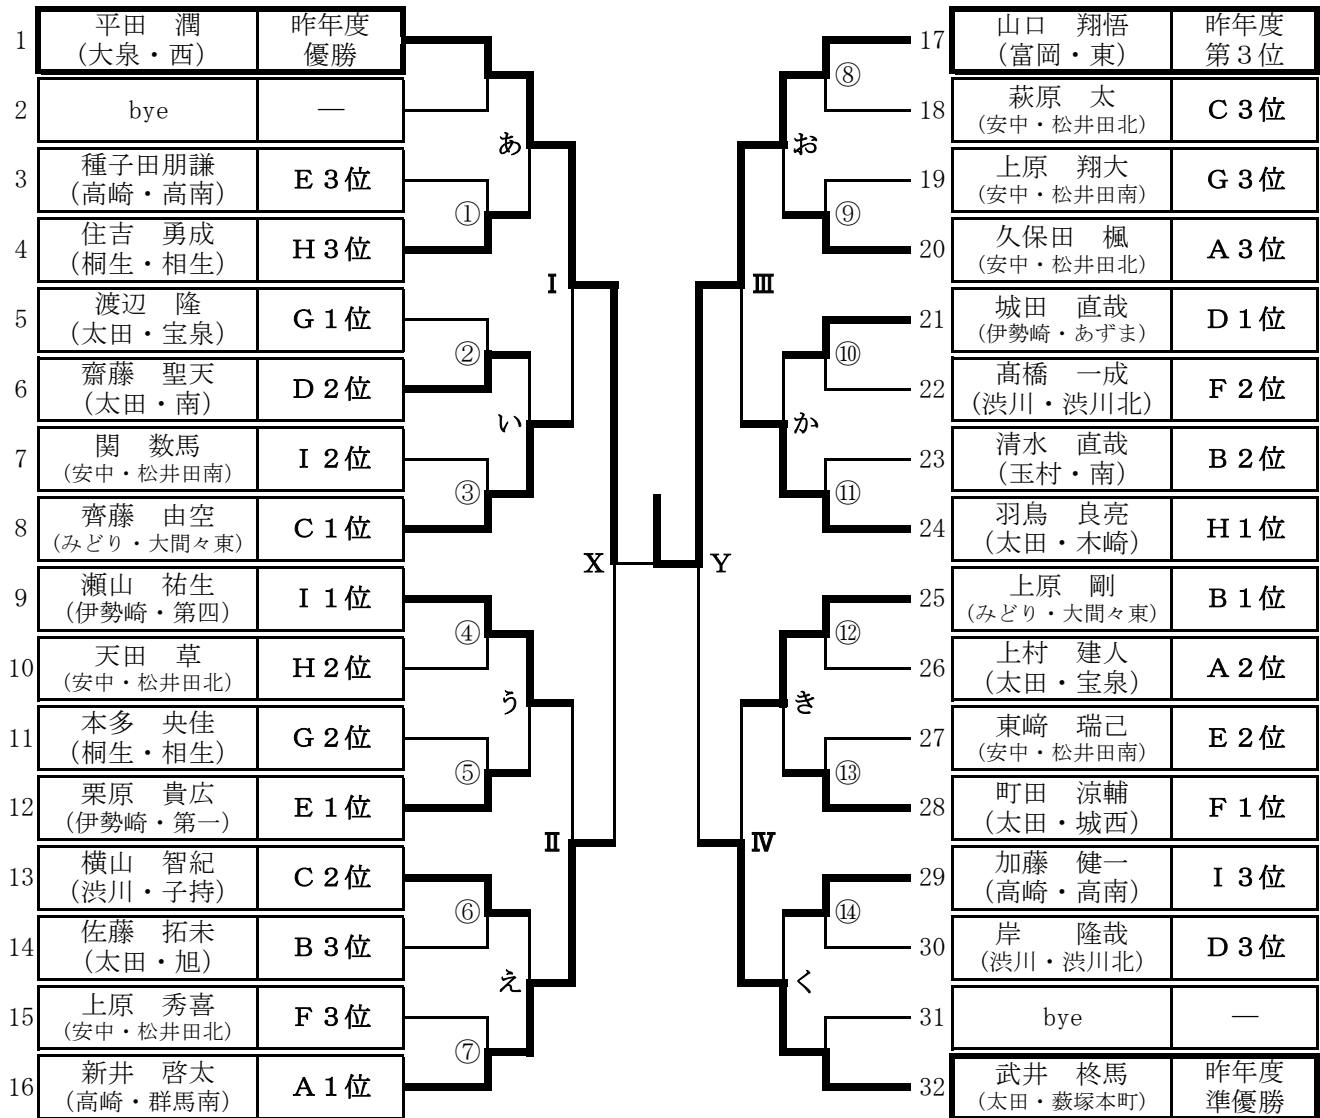 1 平田　潤 昨年度
(大泉・西) 優勝
2 bye ―
3 種子田朋謙 E３位
(高崎・高南)
4 住吉　勇成 H３位
(桐生・相生)
5 渡辺　隆 G１位
(太田・宝泉)
6 齋藤　聖天 D２位
(太田・南)
7 関　数馬 I２位
(安中・松井田南)
8 齊藤　由空 C１位
(みどり・大間々東)
9 瀬山　祐生 I１位
(伊勢崎・第四)
10 天田　草 H２位
(安中・松井田北)
11 本多　央佳 G２位
(桐生・相生)
12 栗原　貴広 E１位
(伊勢崎・第一)
13 横山　智紀 C２位
(渋川・子持)
14 佐藤　拓未 B３位
(太田・旭)
15 上原　秀喜 F３位
(安中・松井田北)
16 新井　啓太 A１位
(高崎・群馬南)
あ
①
Ⅰ
②
い
③
X
④
う
⑤
Ⅱ
⑥
え
⑦
⑧
お
⑨
Ⅲ
⑩
か
⑪
Y
⑫
き
⑬
Ⅳ
⑭
く
17 山口　翔悟 昨年度
(富岡・東) 第３位
18 萩原　太 C３位
(安中・松井田北)
19 上原　翔大 G３位
(安中・松井田南)
20 久保田　楓 A３位
(安中・松井田北)
21 城田　直哉 D１位
(伊勢崎・あずま)
22 髙橋　一成 F２位
(渋川・渋川北)
23 清水　直哉 B２位
(玉村・南)
24 羽鳥　良亮 H１位
(太田・木崎)
25 上原　剛 B１位
(みどり・大間々東)
26 上村　建人 A２位
(太田・宝泉)
27 東﨑　瑞己 E２位
(安中・松井田南)
28 町田　涼輔 F１位
(太田・城西)
29 加藤　健一 I３位
(高崎・高南)
30 岸　隆哉 D３位
(渋川・渋川北)
31 bye ―
32 武井　柊馬 昨年度
(太田・藪塚本町) 準優勝